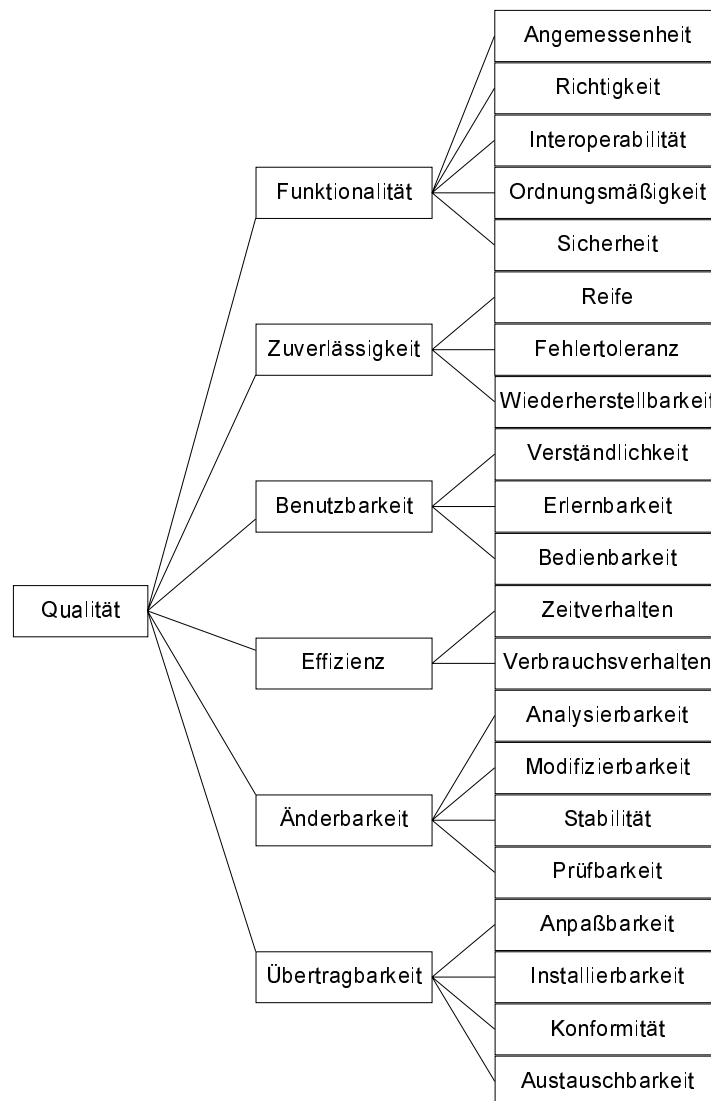 Qualität
Funktionalität
Angemessenheit
Richtigkeit
Interoperabilität
Ordnungsmäßigkeit
Sicherheit
Zuverlässigkeit
Reife
Fehlertoleranz
Wiederherstellbarkeit
Benutzbarkeit
Verständlichkeit
Erlernbarkeit
Bedienbarkeit
Effizienz
Zeitverhalten
Verbrauchsverhalten
Änderbarkeit
Analysierbarkeit
Modifizierbarkeit
Stabilität
Prüfbarkeit
Übertragbarkeit
Anpaßbarkeit
Installierbarkeit
Konformität
Austauschbarkeit